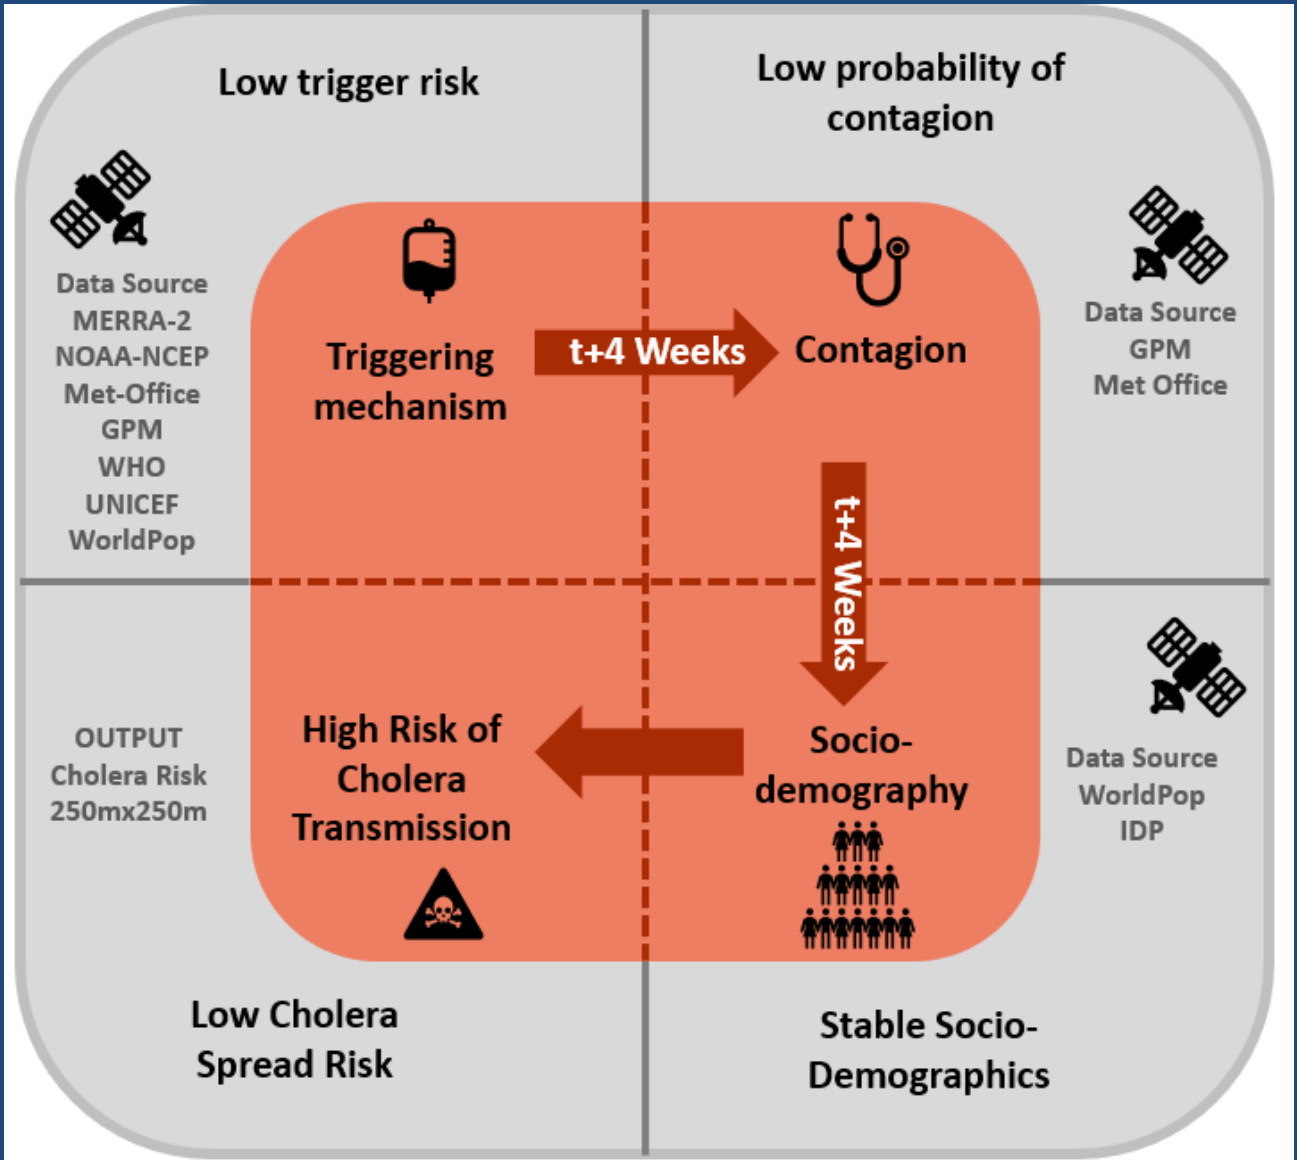 Low trigger risk
Low probability of
contagion
Data Source
MERRA-2
NOAA-NCEP
Met-Office
GPM
WHO
UNICEF
WorldPop
Triggering
mechanism
t+4 Weeks
Contagion
Data Source
GPM
Met Office
t+4 Weeks
OUTPUT
Cholera Risk
250mx250m
High Risk of
Cholera
Transmission
Socio-
demography
Data Source
WorldPop
IDP
Low Cholera
Spread Risk
Stable Socio-
Demographics